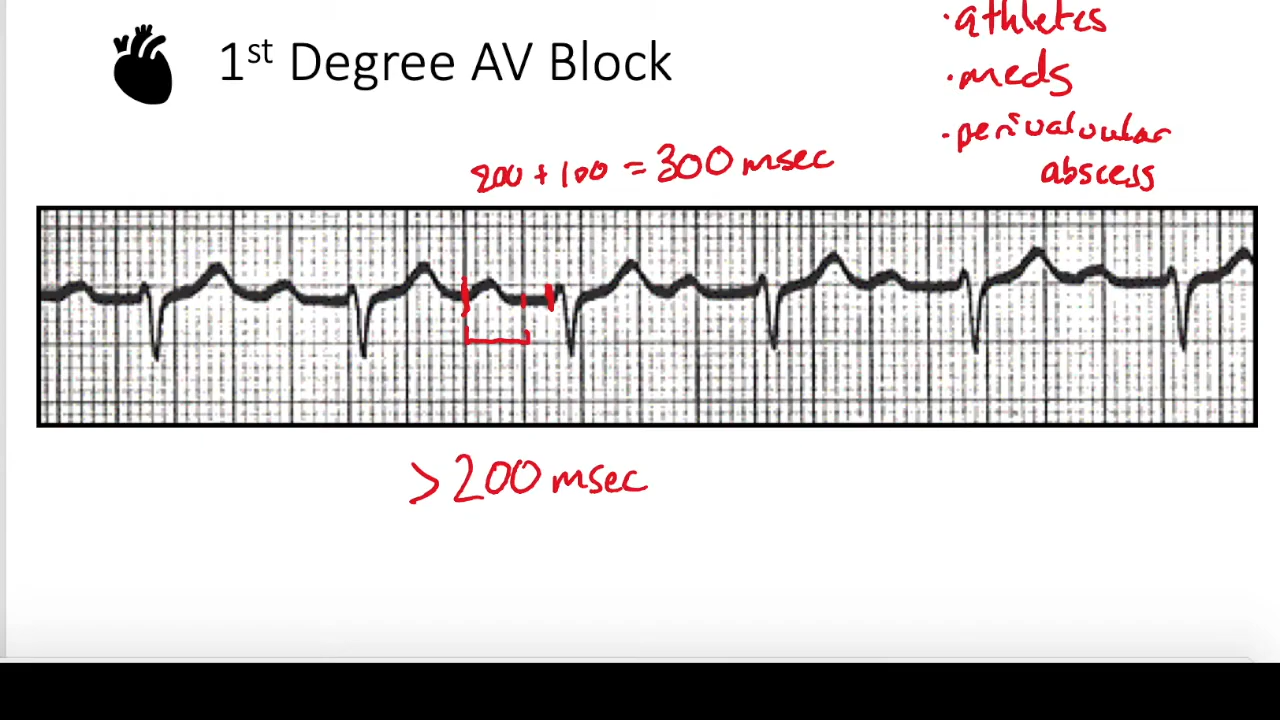 · athletes
1st Degree AV Block
· meds
· perivalvular
abscess
200 + 100 = 300 msec
> 200 msec